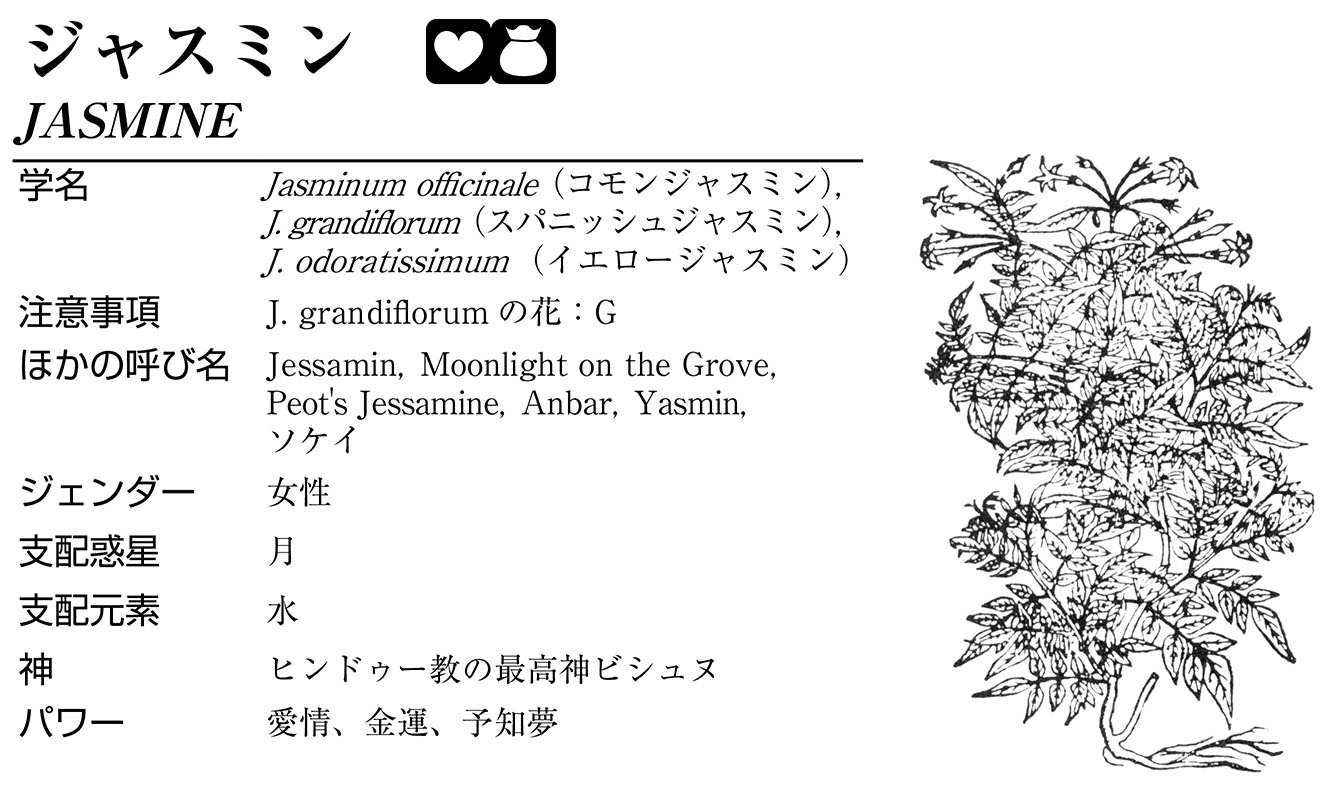 ジャスミン
JASMINE
学名 Jasminum officinale（コモンジャスミン）,
J. grandiflorum（スパニッシュジャスミン）,
J. odoratissimum（イエロージャスミン）
注意事項 J. grandiflorum の花：G
ほかの呼び名 Jessamin, Moonlight on the Grove,
Peot's Jessamine, Anbar, Yasmin,
ソケイ
ジェンダー 女性
支配惑星 月
支配元素 水
神 ヒンドゥー教の最高神ビシュヌ
パワー 愛情、金運、予知夢